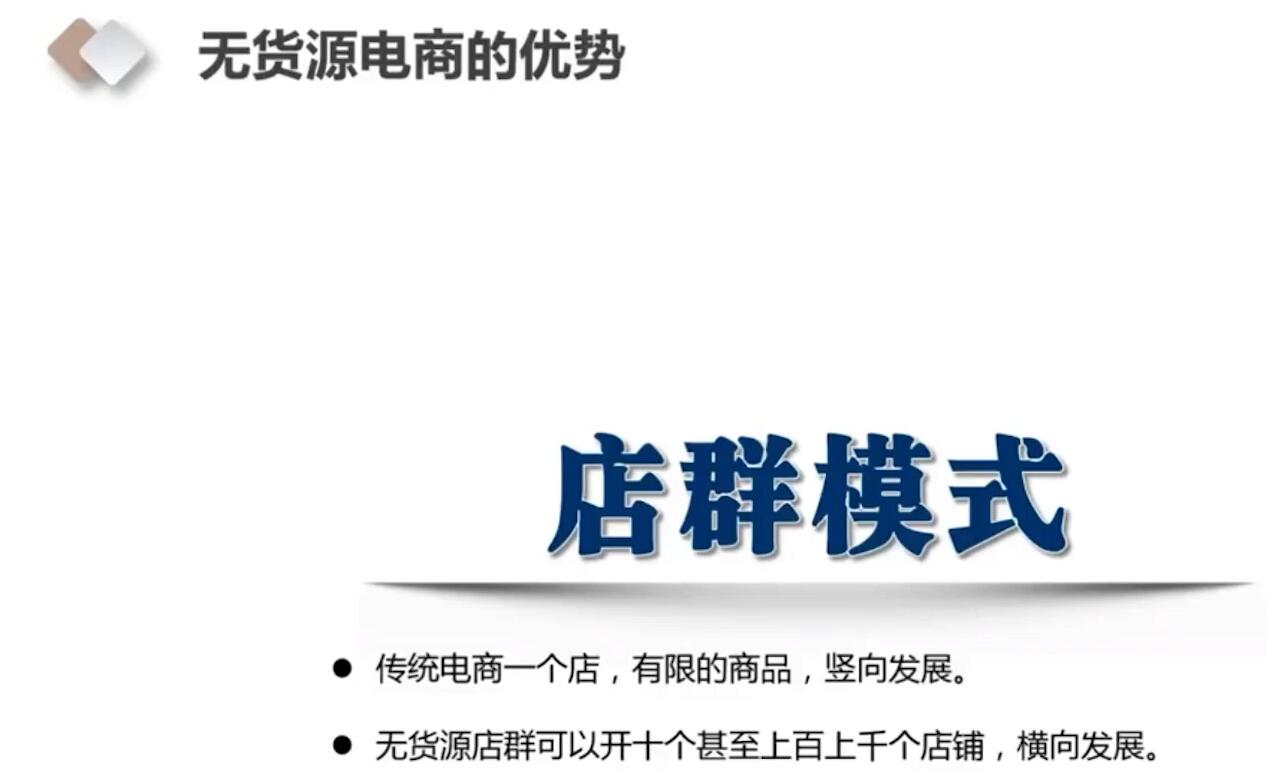 无货源电商的优势
店群模式
● 传统电商一个店，有限的商品，竖向发展。
● 无货源店群可以开十个甚至上百上千个店铺，横向发展。